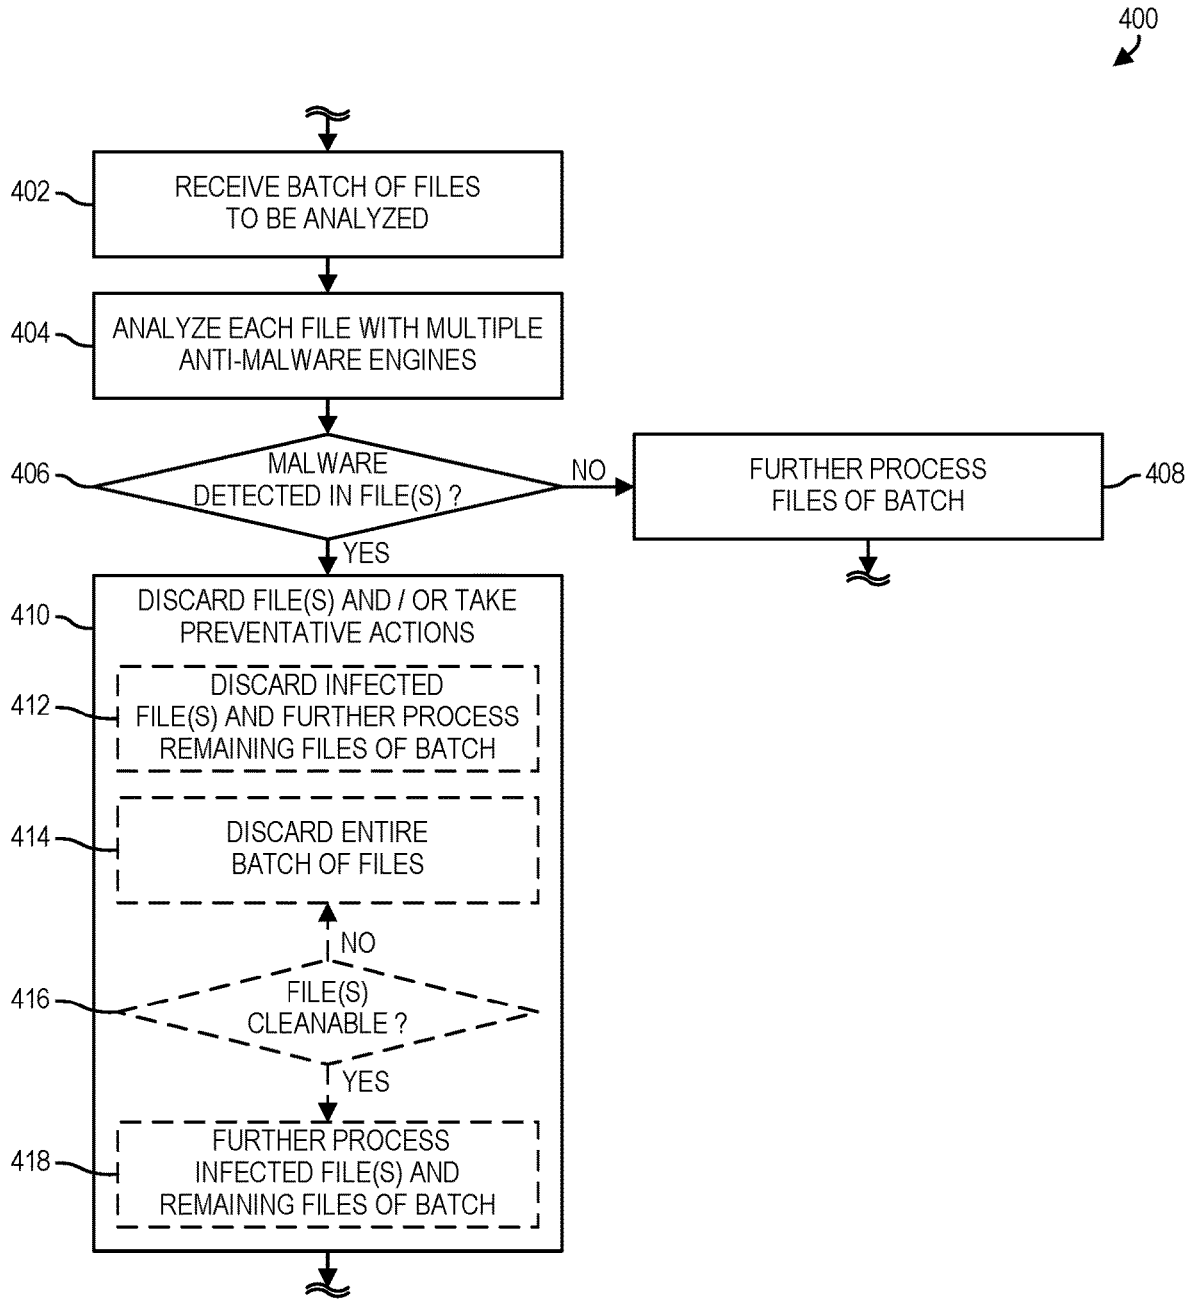 400
402
RECEIVE BATCH OF FILES
TO BE ANALYZED
404
ANALYZE EACH FILE WITH MULTIPLE
ANTI-MALWARE ENGINES
406
MALWARE
DETECTED IN FILE(S) ?
NO
FURTHER PROCESS
FILES OF BATCH
408
YES
410
DISCARD FILE(S) AND / OR TAKE
PREVENTATIVE ACTIONS
412
DISCARD INFECTED
FILE(S) AND FURTHER PROCESS
REMAINING FILES OF BATCH
414
DISCARD ENTIRE
BATCH OF FILES
NO
416
FILE(S)
CLEANABLE ?
YES
418
FURTHER PROCESS
INFECTED FILE(S) AND
REMAINING FILES OF BATCH